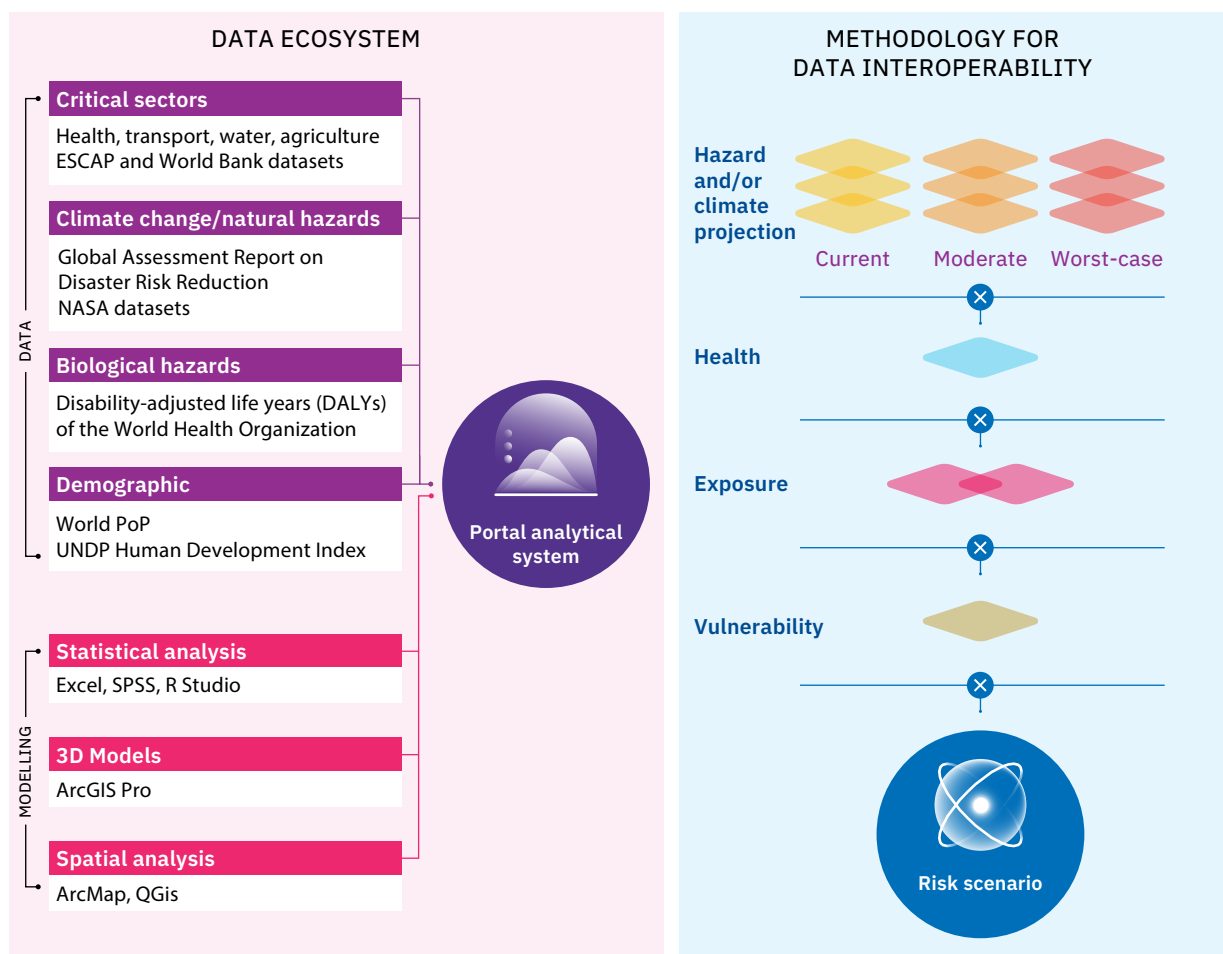 DATA ECOSYSTEM
DATA
Critical sectors
Health, transport, water, agriculture
ESCAP and World Bank datasets
Climate change/natural hazards
Global Assessment Report on
Disaster Risk Reduction
NASA datasets
Biological hazards
Disability-adjusted life years (DALYs)
of the World Health Organization
Demographic
World PoP
UNDP Human Development Index
MODELLING
Statistical analysis
Excel, SPSS, R Studio
3D Models
ArcGIS Pro
Spatial analysis
ArcMap, QGis
Portal analytical
system
METHODOLOGY FOR
DATA INTEROPERABILITY
Hazard
and/or
climate
projection
Current
Moderate
Worst-case
Health
Exposure
Vulnerability
Risk scenario